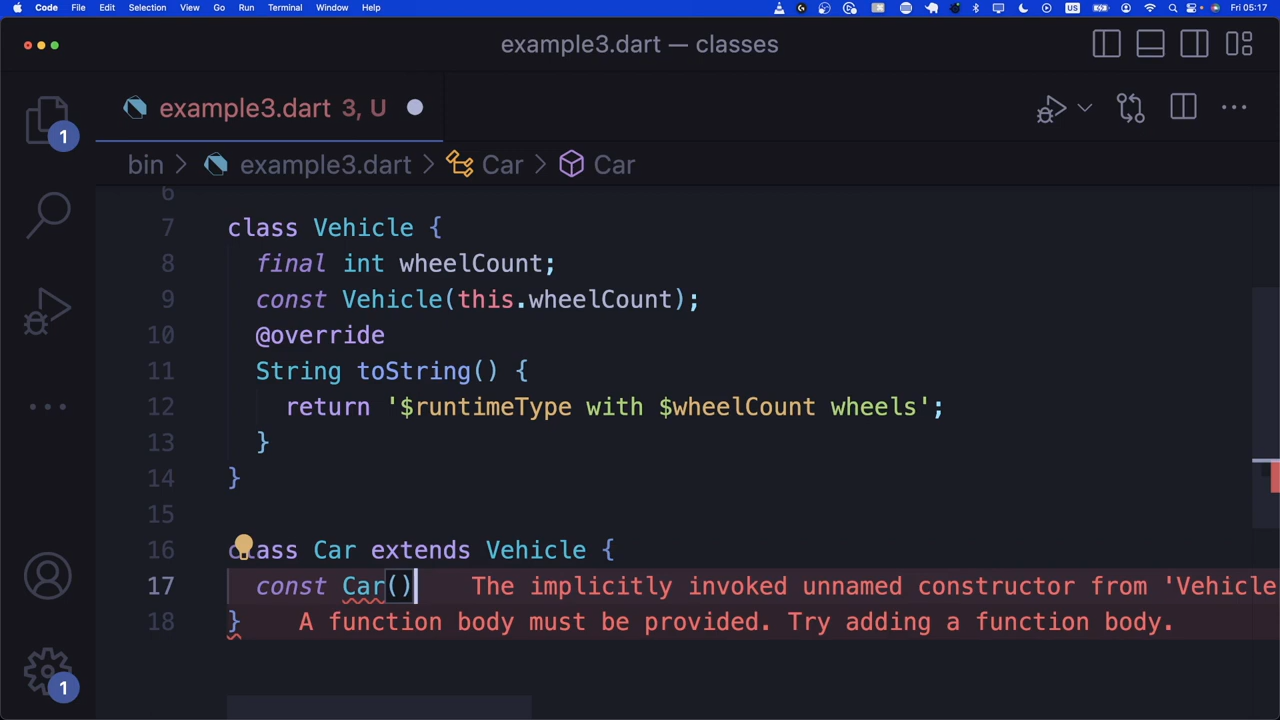 Code File Edit Selection View Go Run Terminal Window Help US Fri 05:17
example3.dart — classes
example3.dart 3, U
1
bin > example3.dart > Car > Car
6
7 class Vehicle {
8 final int wheelCount;
9 const Vehicle(this.wheelCount);
10 @override
11 String toString() {
12 return '$runtimeType with $wheelCount wheels';
13 }
14 }
15
16 class Car extends Vehicle {
17 const Car() The implicitly invoked unnamed constructor from 'Vehicle
18 } A function body must be provided. Try adding a function body.
1